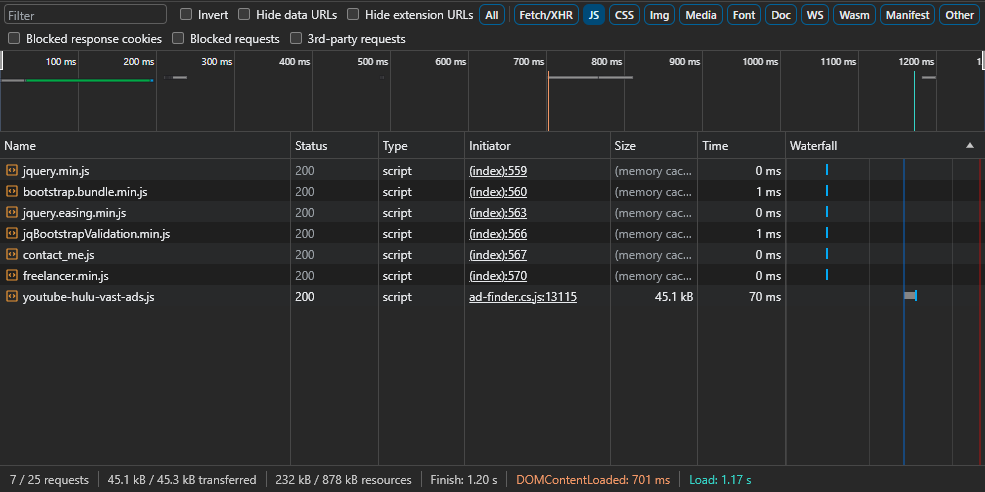 Filter Invert Hide data URLs Hide extension URLs All Fetch/XHR JS CSS Img Media Font Doc WS Wasm Manifest Other
Blocked response cookies Blocked requests 3rd-party requests
100 ms 200 ms 300 ms 400 ms 500 ms 600 ms 700 ms 800 ms 900 ms 1000 ms 1100 ms 1200 ms 1
Name Status Type Initiator Size Time Waterfall
jquery.min.js 200 script (index):559 (memory cac... 0 ms
bootstrap.bundle.min.js 200 script (index):560 (memory cac... 1 ms
jquery.easing.min.js 200 script (index):563 (memory cac... 0 ms
jqBootstrapValidation.min.js 200 script (index):566 (memory cac... 1 ms
contact_me.js 200 script (index):567 (memory cac... 0 ms
freelancer.min.js 200 script (index):570 (memory cac... 0 ms
youtube-hulu-vast-ads.js 200 script ad-finder.cs.js:13115 45.1 kB 70 ms
7 / 25 requests 45.1 kB / 45.3 kB transferred 232 kB / 878 kB resources Finish: 1.20 s DOMContentLoaded: 701 ms Load: 1.17 s